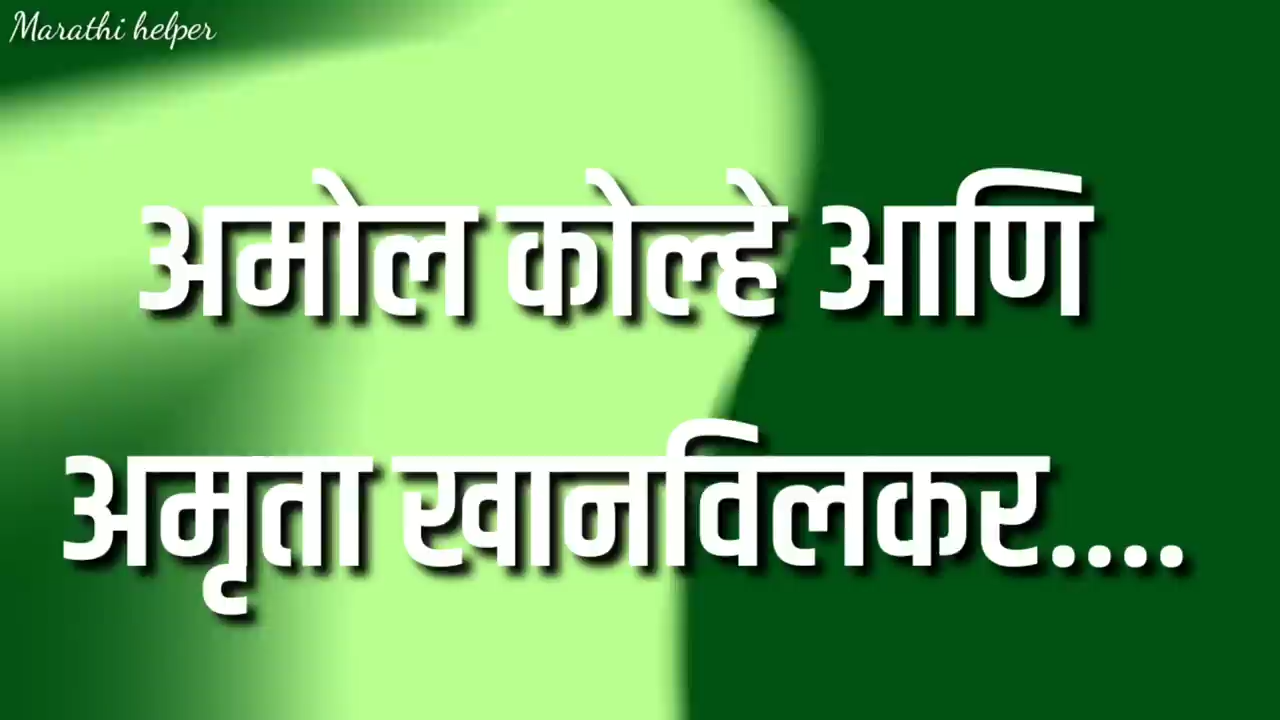 Marathi helper
अमोल कोल्हे आणि
अमृता खानविलकर....